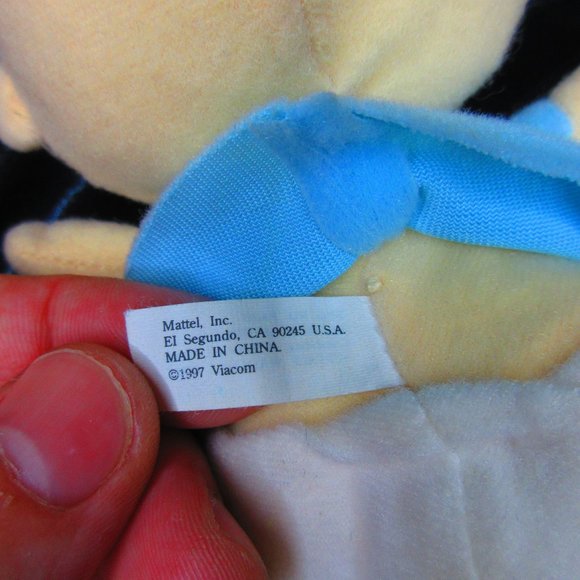 Mattel, Inc.
El Segundo, CA 90245 U.S.A.
MADE IN CHINA.
©1997 Viacom